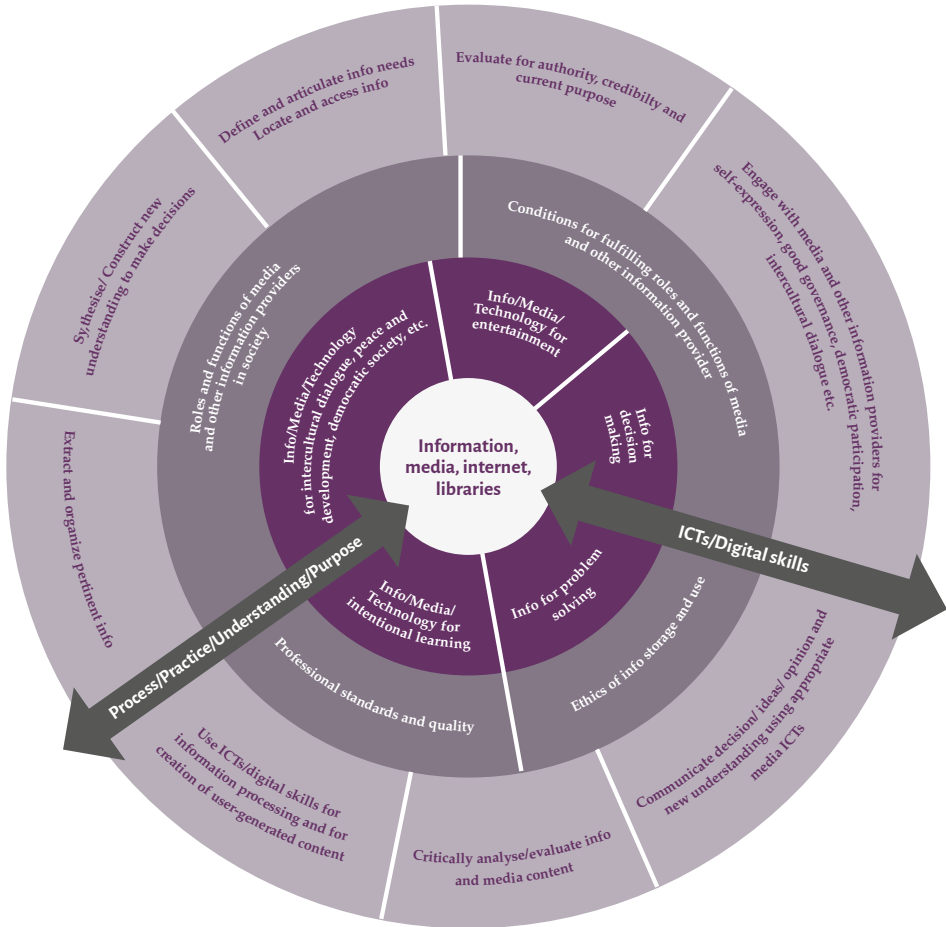 Define and articulate info needs
Locate and access info
Evaluate for authority, credibilty and
current purpose
Engage with media and other information providers for
self-expression, good governance, democratic participation,
intercultural dialogue etc.
Communicate decision/ ideas/ opinion and
new understanding using appropriate
media ICTs
Critically analyse/evaluate info
and media content
Use ICTs/digital skills for
information processing and for
creation of user-generated content
Extract and organize pertinent info
Sy,thesise/ Construct new
understanding to make decisions
Roles and functions of media
and other information providers
in society
Conditions for fulfilling roles and functions of media
and other information
provider
Ethics of info storage and use
Professional standards and quality
Info/Media/Technology
for intercultural dialogue, peace and
development, democratic society, etc.
Info/Media/
Technology for
entertainment
Info for
decision
making
Info for problem
solving
Info/Media/
Technology for
intentional learning
Information,
media, internet,
libraries
Process/Practice/Understanding/Purpose
ICTs/Digital skills